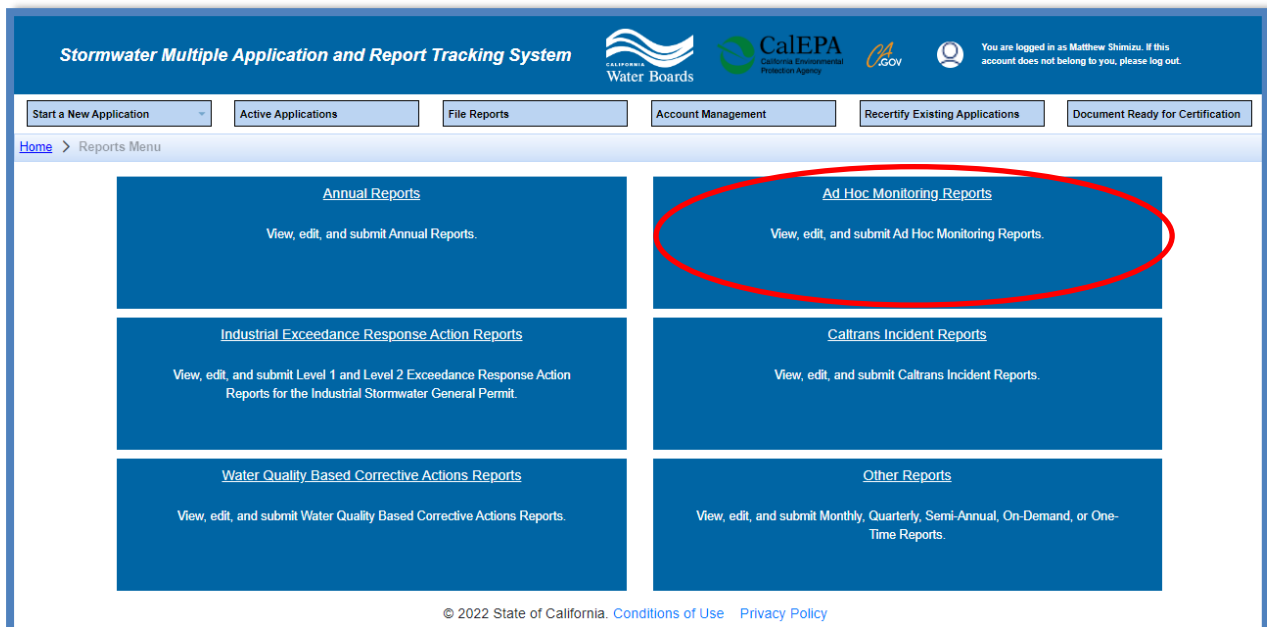 Stormwater Multiple Application and Report Tracking System
CALIFORNIA
Water Boards
CalEPA
California Environmental
Protection Agency
CA
.GOV
You are logged in as Matthew Shimizu. If this
account does not belong to you, please log out.
Start a New Application
Active Applications
File Reports
Account Management
Recertify Existing Applications
Document Ready for Certification
Home > Reports Menu
Annual Reports
View, edit, and submit Annual Reports.
Ad Hoc Monitoring Reports
View, edit, and submit Ad Hoc Monitoring Reports.
Industrial Exceedance Response Action Reports
View, edit, and submit Level 1 and Level 2 Exceedance Response Action
Reports for the Industrial Stormwater General Permit.
Caltrans Incident Reports
View, edit, and submit Caltrans Incident Reports.
Water Quality Based Corrective Actions Reports
View, edit, and submit Water Quality Based Corrective Actions Reports.
Other Reports
View, edit, and submit Monthly, Quarterly, Semi-Annual, On-Demand, or One-
Time Reports.
© 2022 State of California. Conditions of Use Privacy Policy